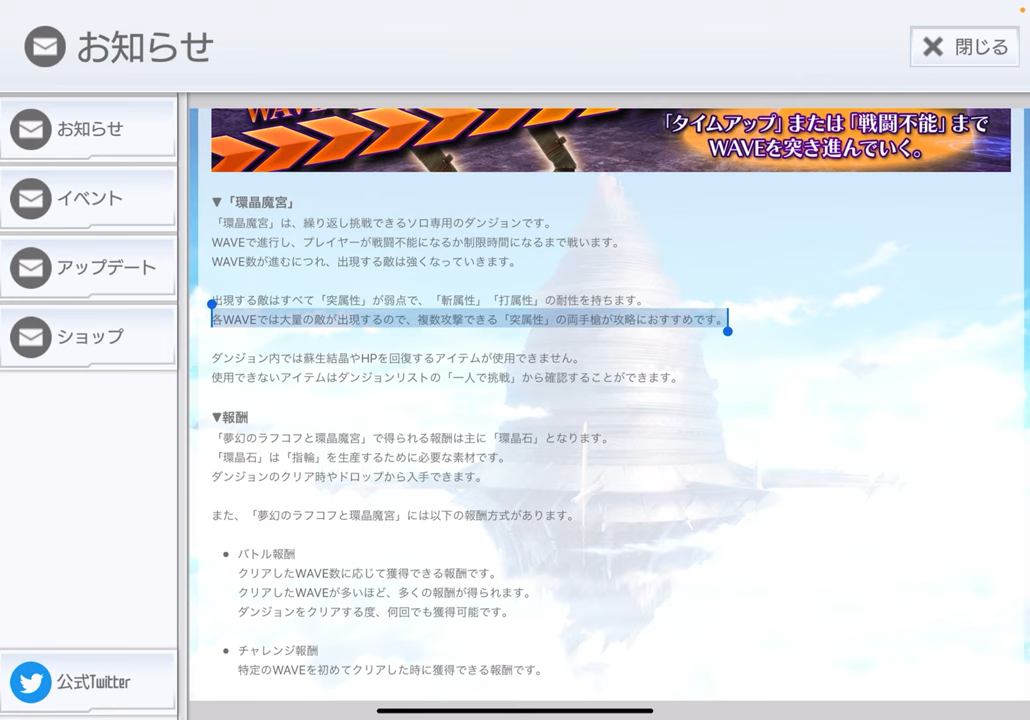 お知らせ
閉じる
お知らせ
イベント
アップデート
ショップ
公式Twitter
WAVE
「タイムアップ」または「戦闘不能」まで
WAVEを突き進んでいく。
▼「環晶魔宮」
「環晶魔宮」は、繰り返し挑戦できるソロ専用のダンジョンです。
WAVEで進行し、プレイヤーが戦闘不能になるか制限時間になるまで戦います。
WAVE数が進むにつれ、出現する敵は強くなっていきます。
出現する敵はすべて「突属性」が弱点で、「斬属性」「打属性」の耐性を持ちます。
各WAVEでは大量の敵が出現するので、複数攻撃できる「突属性」の両手槍が攻略におすすめです。
ダンジョン内では蘇生結晶やHPを回復するアイテムが使用できません。
使用できないアイテムはダンジョンリストの「一人で挑戦」から確認することができます。
▼報酬
「夢幻のラフコフと環晶魔宮」で得られる報酬は主に「環晶石」となります。
「環晶石」は「指輪」を生産するために必要な素材です。
ダンジョンのクリア時やドロップから入手できます。
また、「夢幻のラフコフと環晶魔宮」には以下の報酬方式があります。
● バトル報酬
クリアしたWAVE数に応じて獲得できる報酬です。
クリアしたWAVEが多いほど、多くの報酬が得られます。
ダンジョンをクリアする度、何回でも獲得可能です。
● チャレンジ報酬
特定のWAVEを初めてクリアした時に獲得できる報酬です。